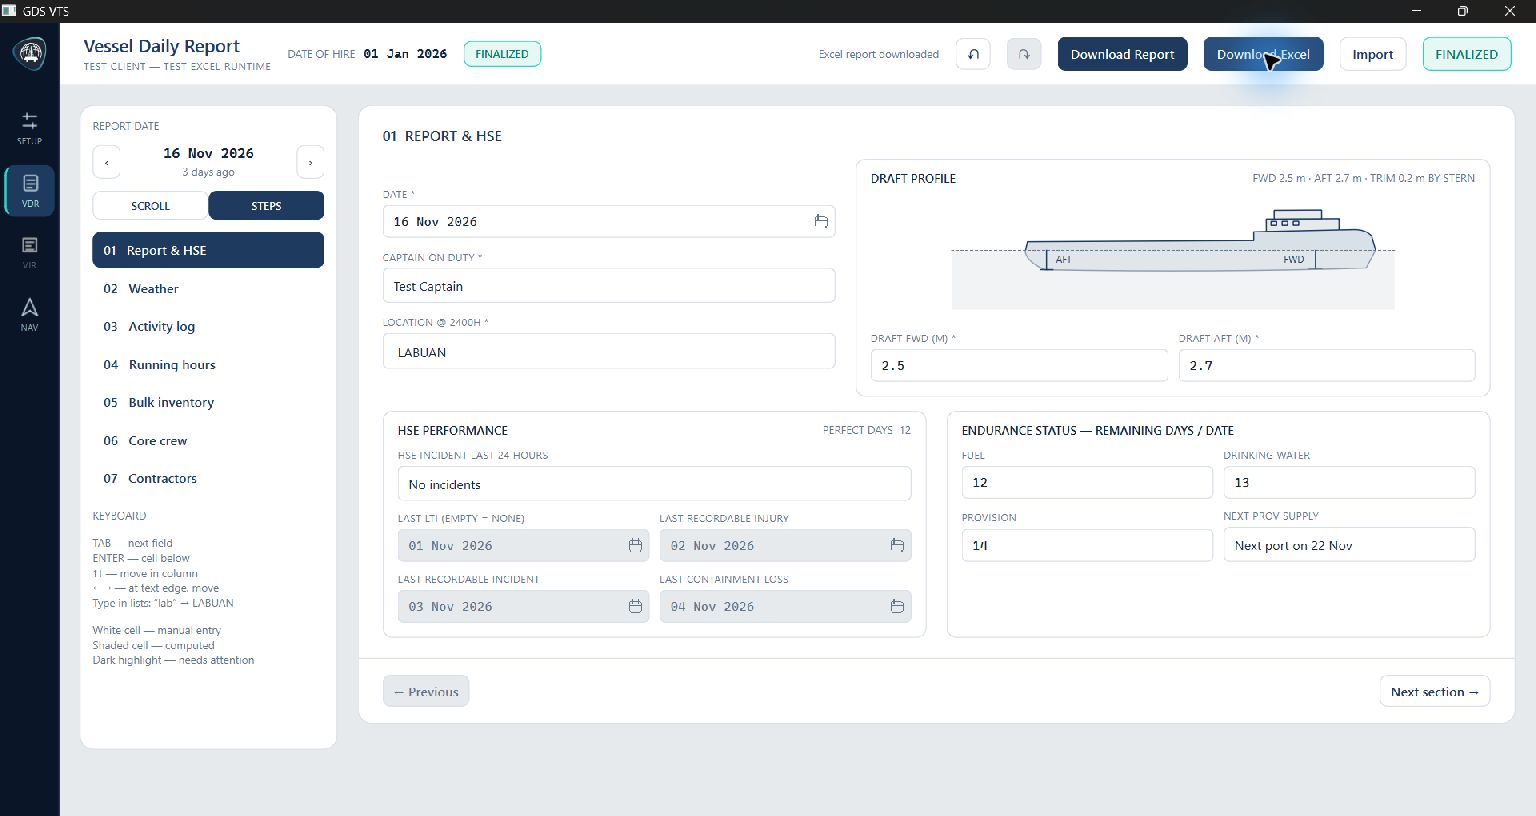 GDS VTS
Vessel Daily Report
TEST CLIENT — TEST EXCEL RUNTIME
DATE OF HIRE 01 Jan 2026
FINALIZED
Excel report downloaded
Download Report
Download Excel
Import
FINALIZED
SETUP
VDR
VIR
NAV
REPORT DATE
‹ 16 Nov 2026 ›
3 days ago
SCROLL STEPS
01 Report & HSE
02 Weather
03 Activity log
04 Running hours
05 Bulk inventory
06 Core crew
07 Contractors
KEYBOARD
TAB — next field
ENTER — cell below
↑↓ — move in column
← → — at text edge, move
Type in lists: "lab" → LABUAN
White cell — manual entry
Shaded cell — computed
Dark highlight — needs attention
01 REPORT & HSE
DATE *
16 Nov 2026
CAPTAIN ON DUTY *
Test Captain
LOCATION @ 2400H *
LABUAN
DRAFT PROFILE
FWD 2.5 m · AFT 2.7 m · TRIM 0.2 m BY STERN
AFT FWD
DRAFT FWD (M) * DRAFT AFT (M) *
2.5 2.7
HSE PERFORMANCE
PERFECT DAYS 12
HSE INCIDENT LAST 24 HOURS
No incidents
LAST LTI (EMPTY = NONE) LAST RECORDABLE INJURY
01 Nov 2026 02 Nov 2026
LAST RECORDABLE INCIDENT LAST CONTAINMENT LOSS
03 Nov 2026 04 Nov 2026
ENDURANCE STATUS — REMAINING DAYS / DATE
FUEL DRINKING WATER
12 13
PROVISION NEXT PROV SUPPLY
14 Next port on 22 Nov
← Previous
Next section →